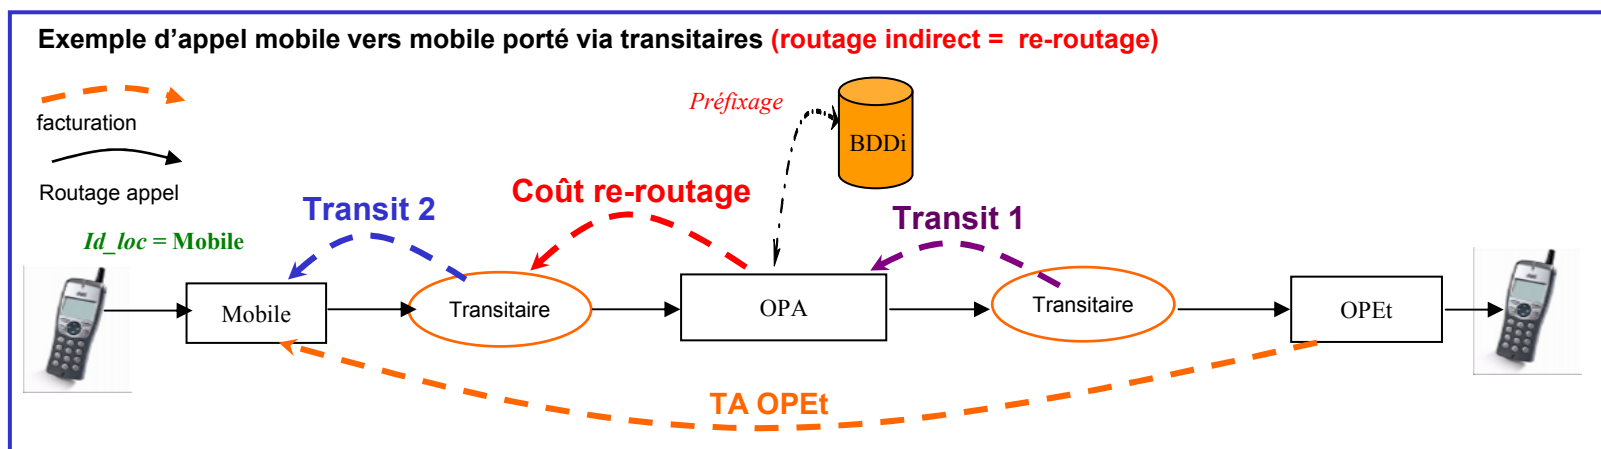 Exemple d'appel mobile vers mobile porté via transitaires (routage indirect = re-routage)
facturation
Routage appel
Préfixage
BDDi
Transit 2
Coût re-routage
Transit 1
Id_loc = Mobile
Mobile
Transitaire
OPA
Transitaire
OPEt
TA OPEt